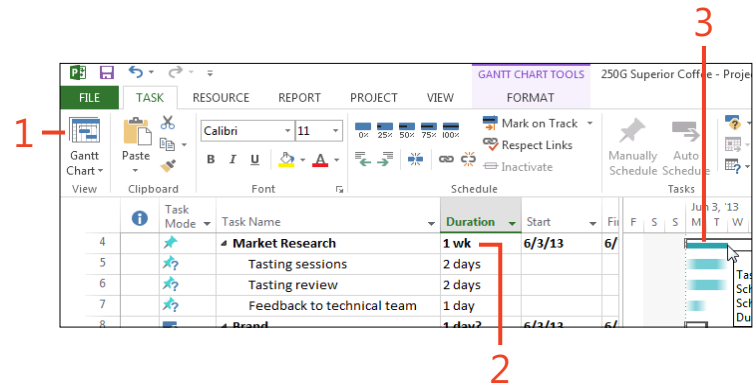 3
GANTT CHART TOOLS 250G Superior Coffee - Proje
FILE TASK RESOURCE REPORT PROJECT VIEW FORMAT
1
Calibri 11 0% 25% 50% 75% 100% Mark on Track
Respect Links
Gantt Chart Paste B I U A Inactivate Manually Schedule Auto Schedule
View Clipboard Font Schedule Tasks
Task Mode Task Name Duration Start Fi Jun 3, '13
F S S M T W
4 Market Research 1 wk 6/3/13 6/
5 Tasting sessions 2 days
6 Tasting review 2 days Tas
7 Feedback to technical team 1 day Sch
Sch
8 Brand 1 day? 6/3/13 6/ Du
2